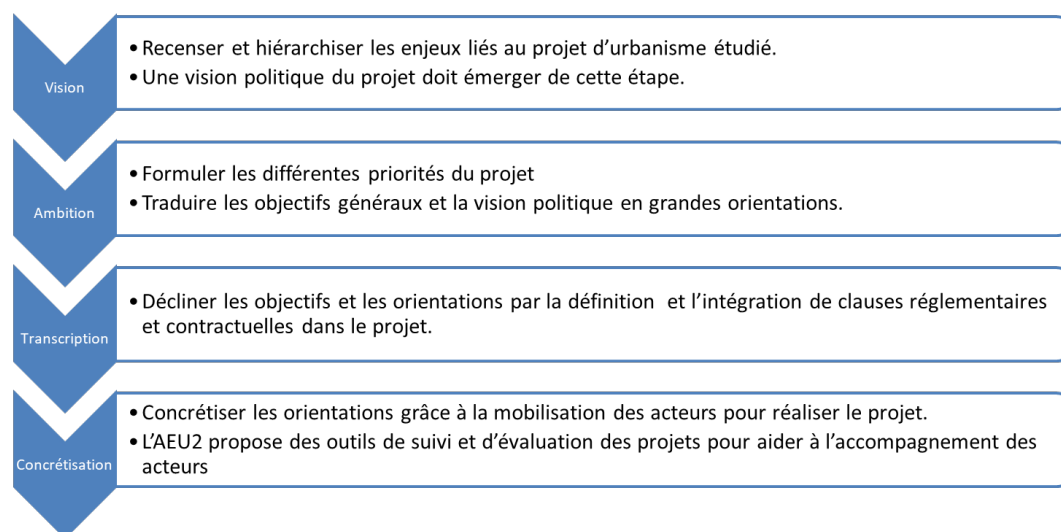 Vision
• Recenser et hiérarchiser les enjeux liés au projet d’urbanisme étudié.
• Une vision politique du projet doit émerger de cette étape.
Ambition
• Formuler les différentes priorités du projet
• Traduire les objectifs généraux et la vision politique en grandes orientations.
Transcription
• Décliner les objectifs et les orientations par la définition et l’intégration de clauses réglementaires
et contractuelles dans le projet.
Concrétisation
• Concrétiser les orientations grâce à la mobilisation des acteurs pour réaliser le projet.
• L’AEU2 propose des outils de suivi et d’évaluation des projets pour aider à l’accompagnement des
acteurs